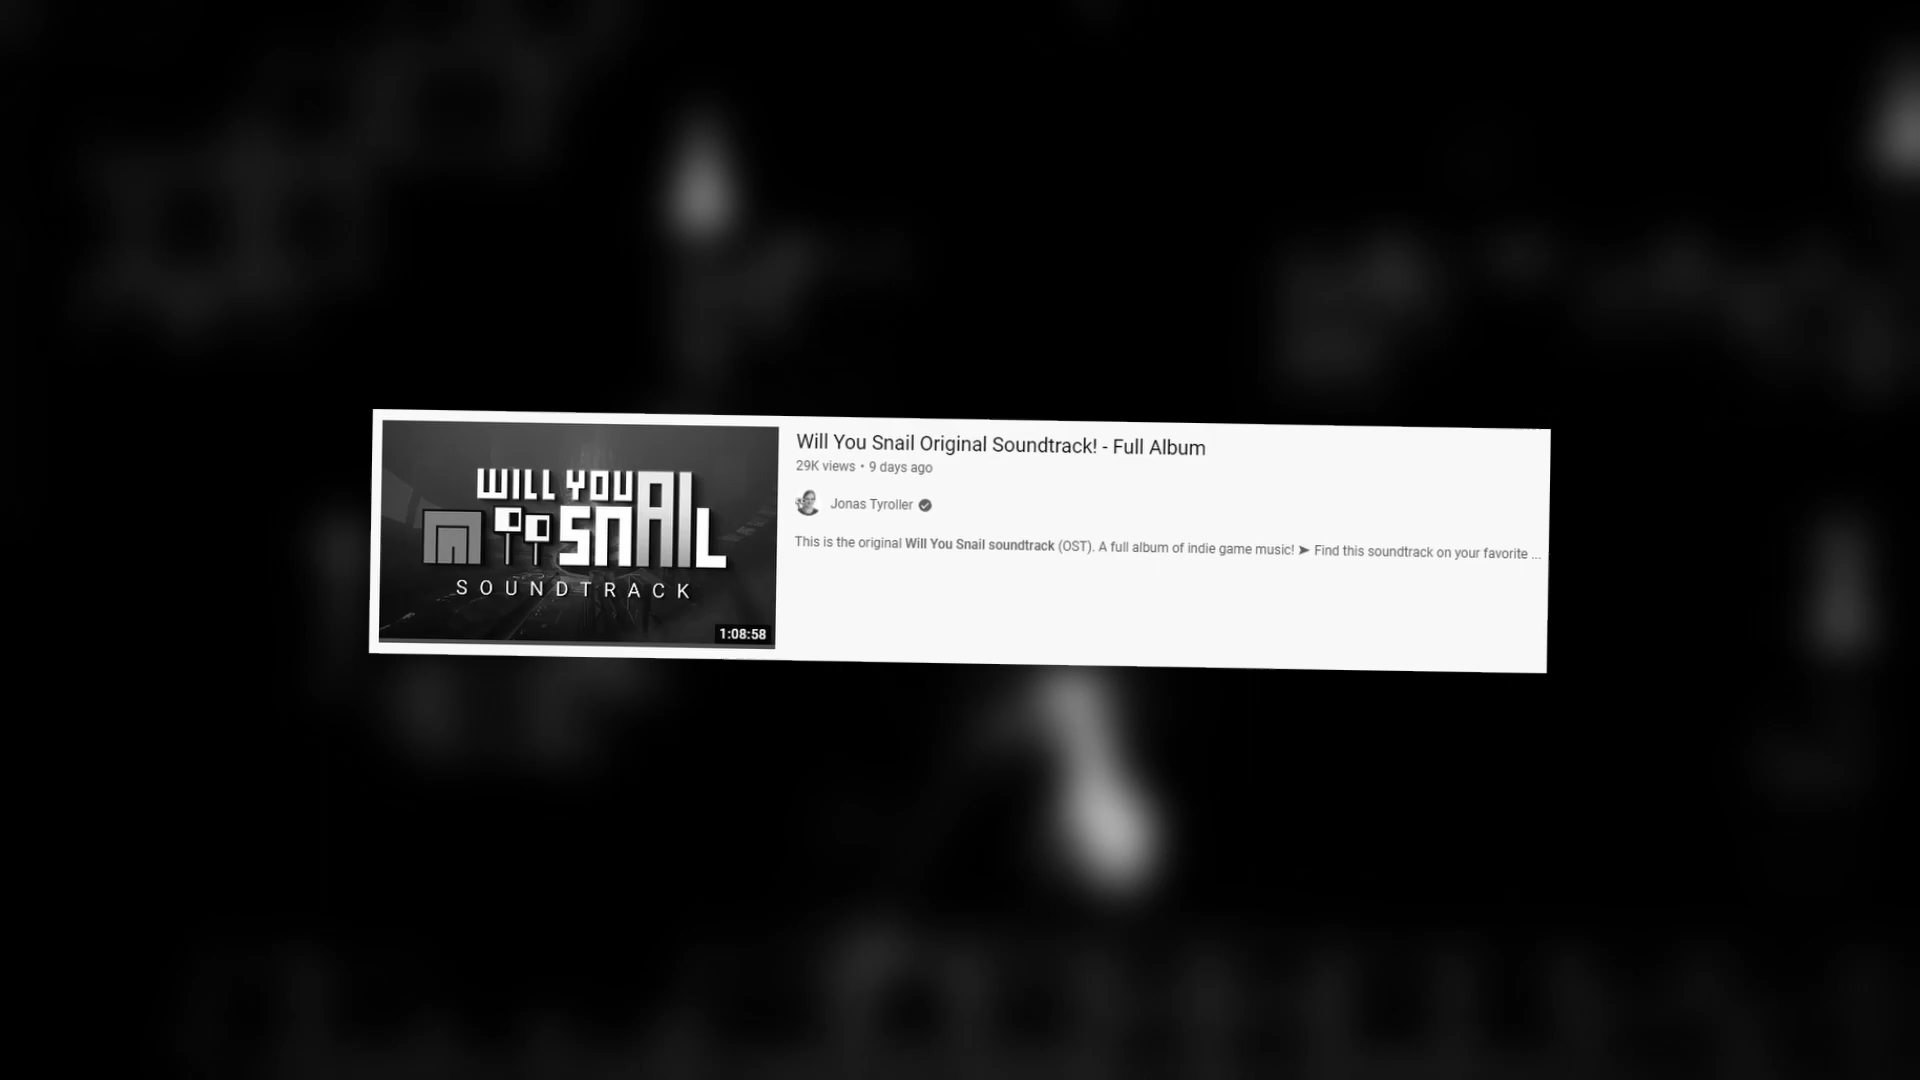 WILL YOU
SNAIL
SOUNDTRACK
1:08:58
Will You Snail Original Soundtrack! - Full Album
29K views • 9 days ago
Jonas Tyroller
This is the original Will You Snail soundtrack (OST). A full album of indie game music! ➤ Find this soundtrack on your favorite ...